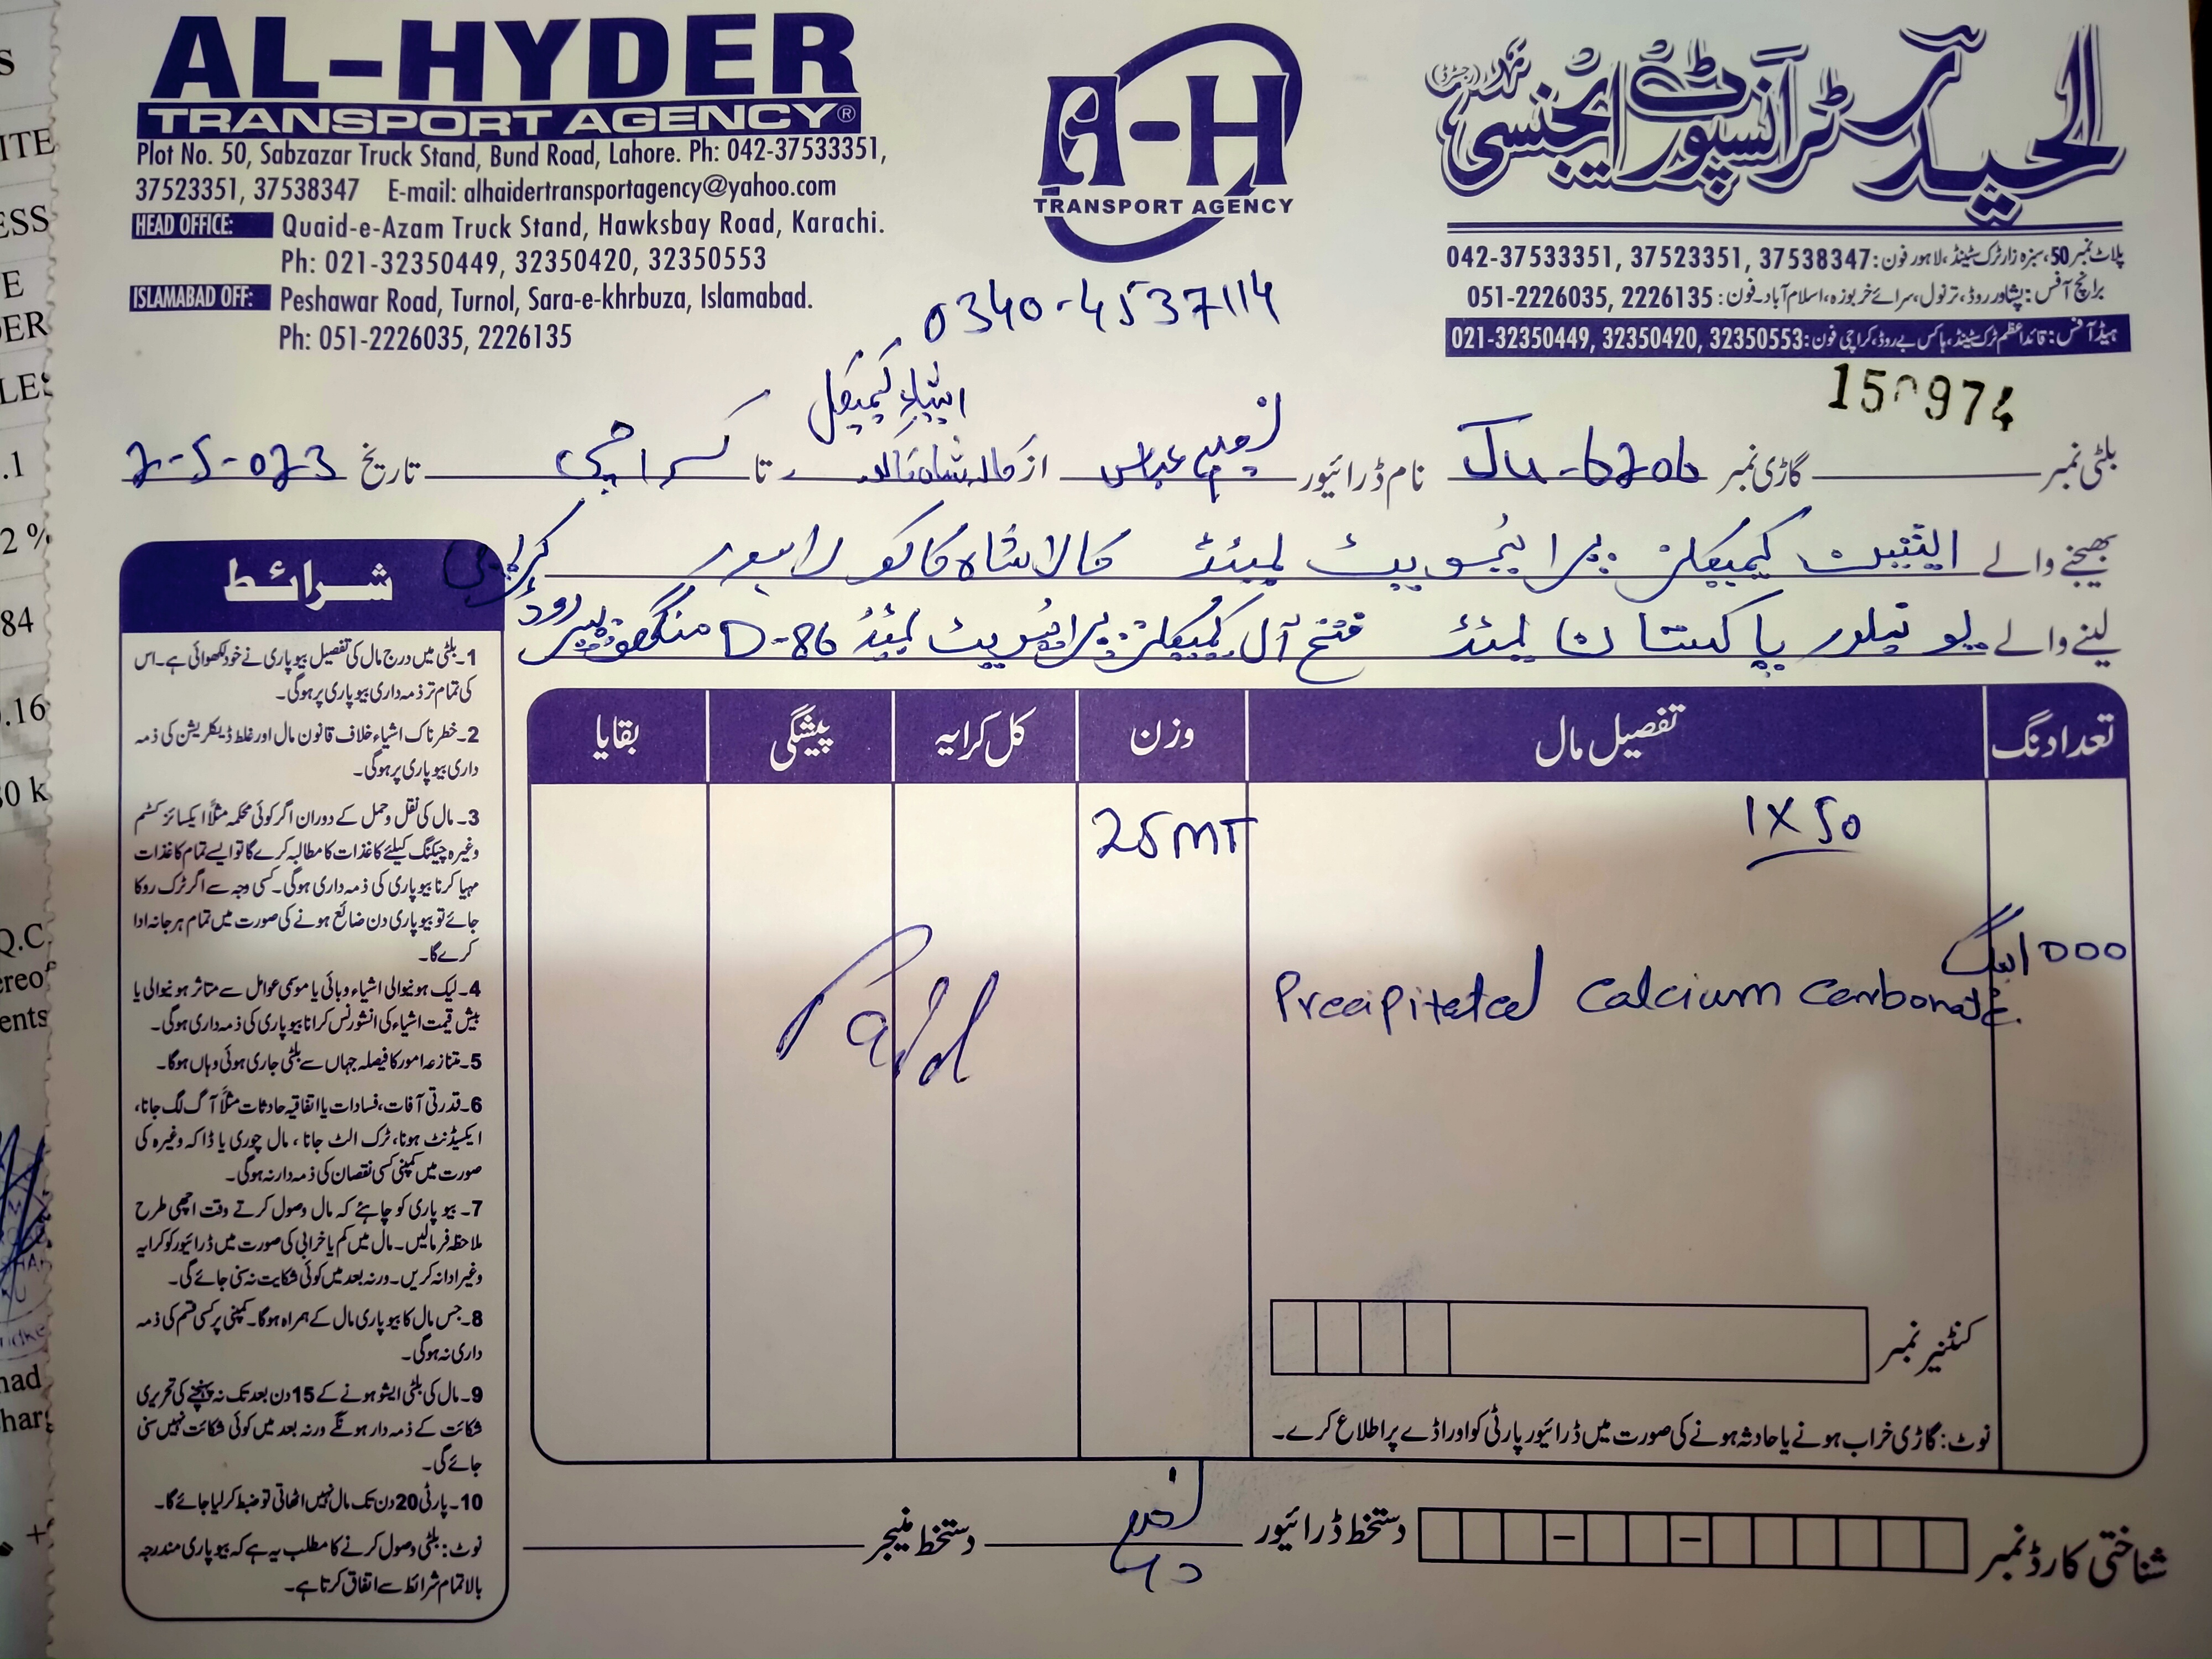 AL-HYDER
TRANSPORT AGENCY®
Plot No. 50, Sabzazar Truck Stand, Bund Road, Lahore. Ph: 042-37533351,
37523351, 37538347 E-mail: alhaidertransportagency@yahoo.com
HEAD OFFICE: Quaid-e-Azam Truck Stand, Hawksbay Road, Karachi.
Ph: 021-32350449, 32350420, 32350553
ISLAMABAD OFF: Peshawar Road, Turnol, Sara-e-khrbuza, Islamabad.
Ph: 051-2226035, 2226135
A-H
TRANSPORT AGENCY
0340-4537114
الحیدر ٹرانسپورٹ ایجنسی (رجسٹرڈ)
پلاٹ نمبر 50، سبزہ زار ٹرک سٹینڈ، لاہور فون: 042-37533351, 37523351, 37538347
برانچ آفس: پشاور روڈ، ترنول، سرائے خربوزہ، اسلام آباد۔ فون: 051-2226035, 2226135
ہیڈ آفس: قائد اعظم ٹرک سٹینڈ، ہاکس بے روڈ، کراچی فون: 021-32350449, 32350420, 32350553
بلٹی نمبر گاڑی نمبر 6206 نام ڈرائیور عباس از تا کراچی تاریخ 2-5-023
بھیجنے والے کیمیکلز پرائیویٹ لمیٹڈ کالا شاہ کاکو لاہور کراچی
لینے والے یونیلور پاکستان لمیٹڈ فتح آل کیمیکلز پرائیویٹ لمیٹڈ D-86 منگھوپیر روڈ
تعداد نگ تفصیل مال وزن کل کرایہ پیشگی بقایا
1X50 25MT
1000 بیگ
Precipitated Calcium Carbonate
Paid
کنٹینر نمبر
نوٹ: گاڑی خراب ہونے یا حادثہ ہونے کی صورت میں ڈرائیور پارٹی کو اور اڈے پر اطلاع کرے۔
شناختی کارڈ نمبر دستخط ڈرائیور دستخط منیجر
شرائط
1۔ بلٹی میں درج مال کی تفصیل بیوپاری نے خود لکھوائی ہے۔ اس
کی تمام تر ذمہ داری بیوپاری پر ہوگی۔
2۔ خطرناک اشیاء خلاف قانون مال اور غلط ڈیکلریشن کی ذمہ
داری بیوپاری پر ہوگی۔
3۔ مال کی نقل و حمل کے دوران اگر کوئی محکمہ مثلاً ایکسائز کسٹم
وغیرہ چیکنگ کیلئے کاغذات کا مطالبہ کرے گا تو ایسے تمام کاغذات
مہیا کرنا بیوپاری کی ذمہ داری ہوگی۔ کسی وجہ سے اگر ٹرک روکا
جائے تو بیوپاری دن ضائع ہونے کی صورت میں تمام ہرجانہ ادا
کرے گا۔
4۔ لیک ہونیوالی اشیاء وبائی یا موسمی عوامل سے متاثر ہونیوالی یا
بیش قیمت اشیاء کی انشورنس کرانا بیوپاری کی ذمہ داری ہوگی۔
5۔ متنازعہ امور کا فیصلہ جہاں سے بلٹی جاری ہوئی وہاں ہوگا۔
6۔ قدرتی آفات، فسادات یا اتفاقیہ حادثات مثلاً آگ لگ جانا،
ایکسیڈنٹ ہونا، ٹرک الٹ جانا، مال چوری یا ڈاکہ وغیرہ کی
صورت میں کمپنی کسی نقصان کی ذمہ دار نہ ہوگی۔
7۔ بیوپاری کو چاہئے کہ مال وصول کرتے وقت اچھی طرح
ملاحظہ فرمالیں۔ مال میں کم یا خرابی کی صورت میں ڈرائیور کو کرایہ
وغیرہ ادا نہ کریں۔ ورنہ بعد میں کوئی شکایت نہ سنی جائے گی۔
8۔ جس مال کا بیوپاری مال کے ہمراہ ہوگا۔ کمپنی پر کسی قسم کی ذمہ
داری نہ ہوگی۔
9۔ مال کی بلٹی ایشو ہونے کے 15 دن بعد تک نہ پہنچنے کی تحریری
شکائت کے ذمہ دار ہونگے ورنہ بعد میں کوئی شکائت نہیں سنی
جائے گی۔
10۔ پارٹی 20 دن تک مال نہیں اٹھاتی تو ضبط کر لیا جائے گا۔
نوٹ: بلٹی وصول کرنے کا مطلب یہ ہے کہ بیوپاری مندرجہ
بالا تمام شرائط سے اتفاق کرتا ہے۔